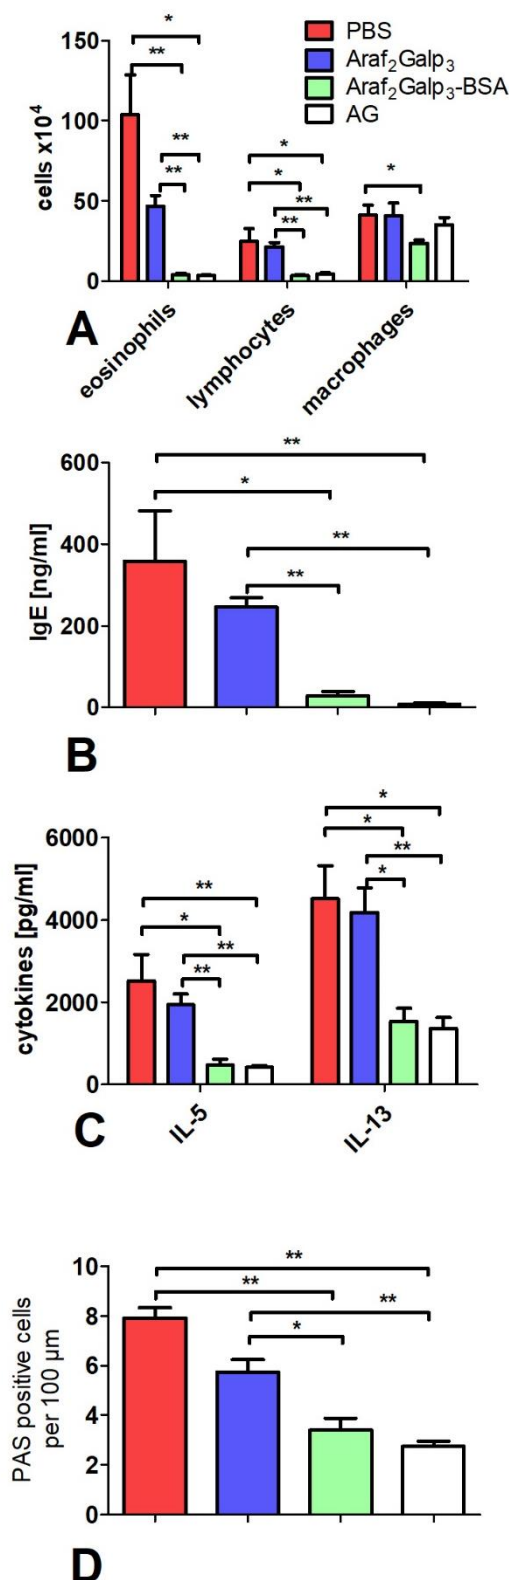 PBS
Araf₂Galp₃
Araf₂Galp₃-BSA
AG
cells x10⁴
150
100
50
0
* ** ** ** * * ** ** *
eosinophils
lymphocytes
macrophages
A
IgE [ng/ml]
600
400
200
0
** * ** **
B
cytokines [pg/ml]
6000
4000
2000
0
** * ** ** * * ** *
IL-5
IL-13
C
PAS positive cells
per 100 µm
10
8
6
4
2
0
** ** ** *
D